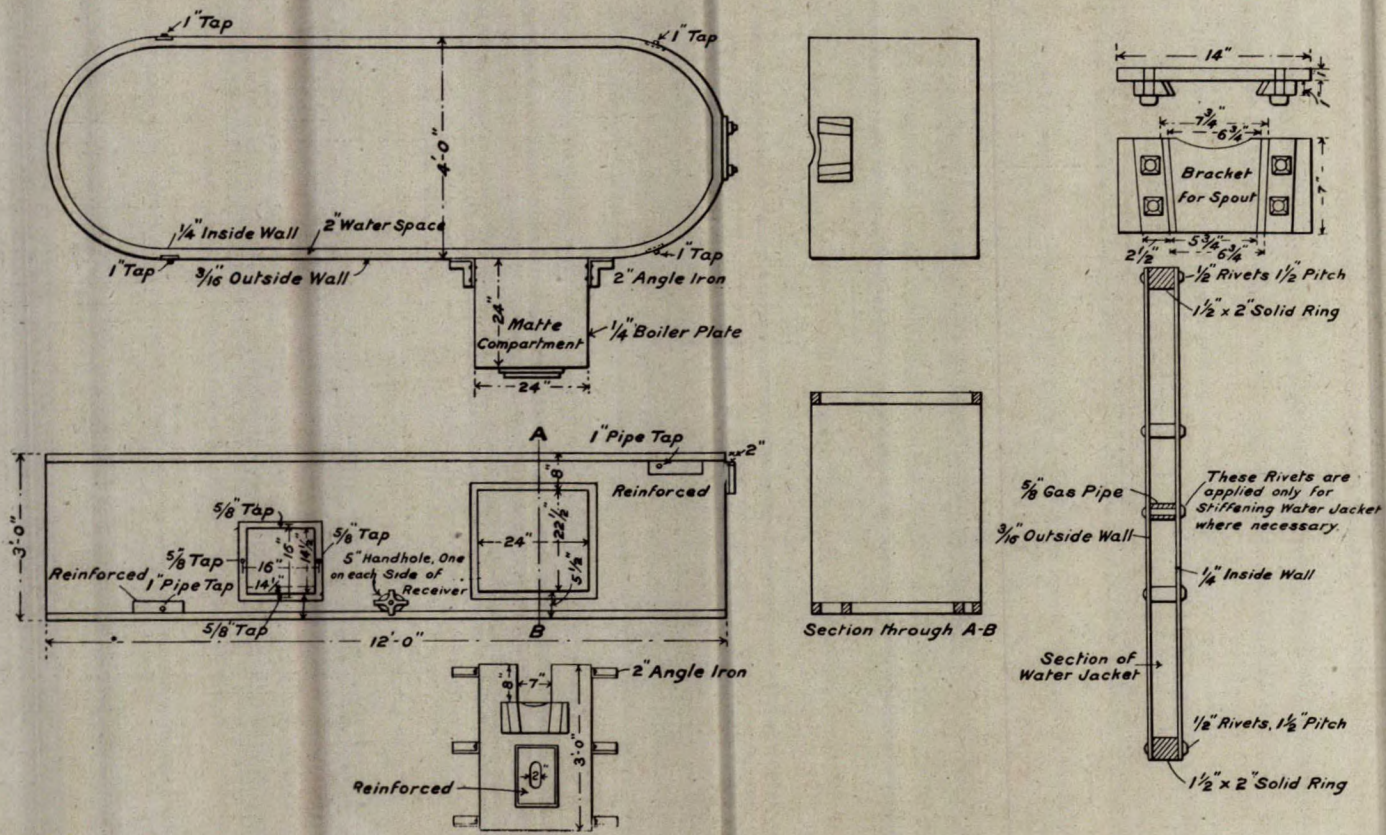 1" Tap
1" Tap
4'-0"
1/4" Inside Wall
2" Water Space
1" Tap
3/16" Outside Wall
1" Tap
2" Angle Iron
24"
Matte
Compartment
1/4" Boiler Plate
24"
14"
1"
1"
7 3/4"
6 3/4"
Bracket
for Spout
7"
2 1/2"
5 3/4"
6 3/4"
1/2" Rivets 1 1/2" Pitch
1 1/2" x 2" Solid Ring
5/8" Gas Pipe
These Rivets are
applied only for
Stiffening Water Jacket
where necessary.
3/16" Outside Wall
1/4" Inside Wall
Section of
Water Jacket
1/2" Rivets, 1 1/2" Pitch
1 1/2" x 2" Solid Ring
A
1" Pipe Tap
2"
8"
Reinforced
3'-0"
5/8" Tap
5/8" Tap
5/8" Tap
16"
14 1/2"
16"
14 1/2"
5" Handhole, One
on each Side of
Receiver
24"
22 1/2"
5 1/2"
Reinforced
1" Pipe Tap
5/8" Tap
B
12'-0"
Section through A-B
2" Angle Iron
8"
7"
3'-0"
2"
Reinforced